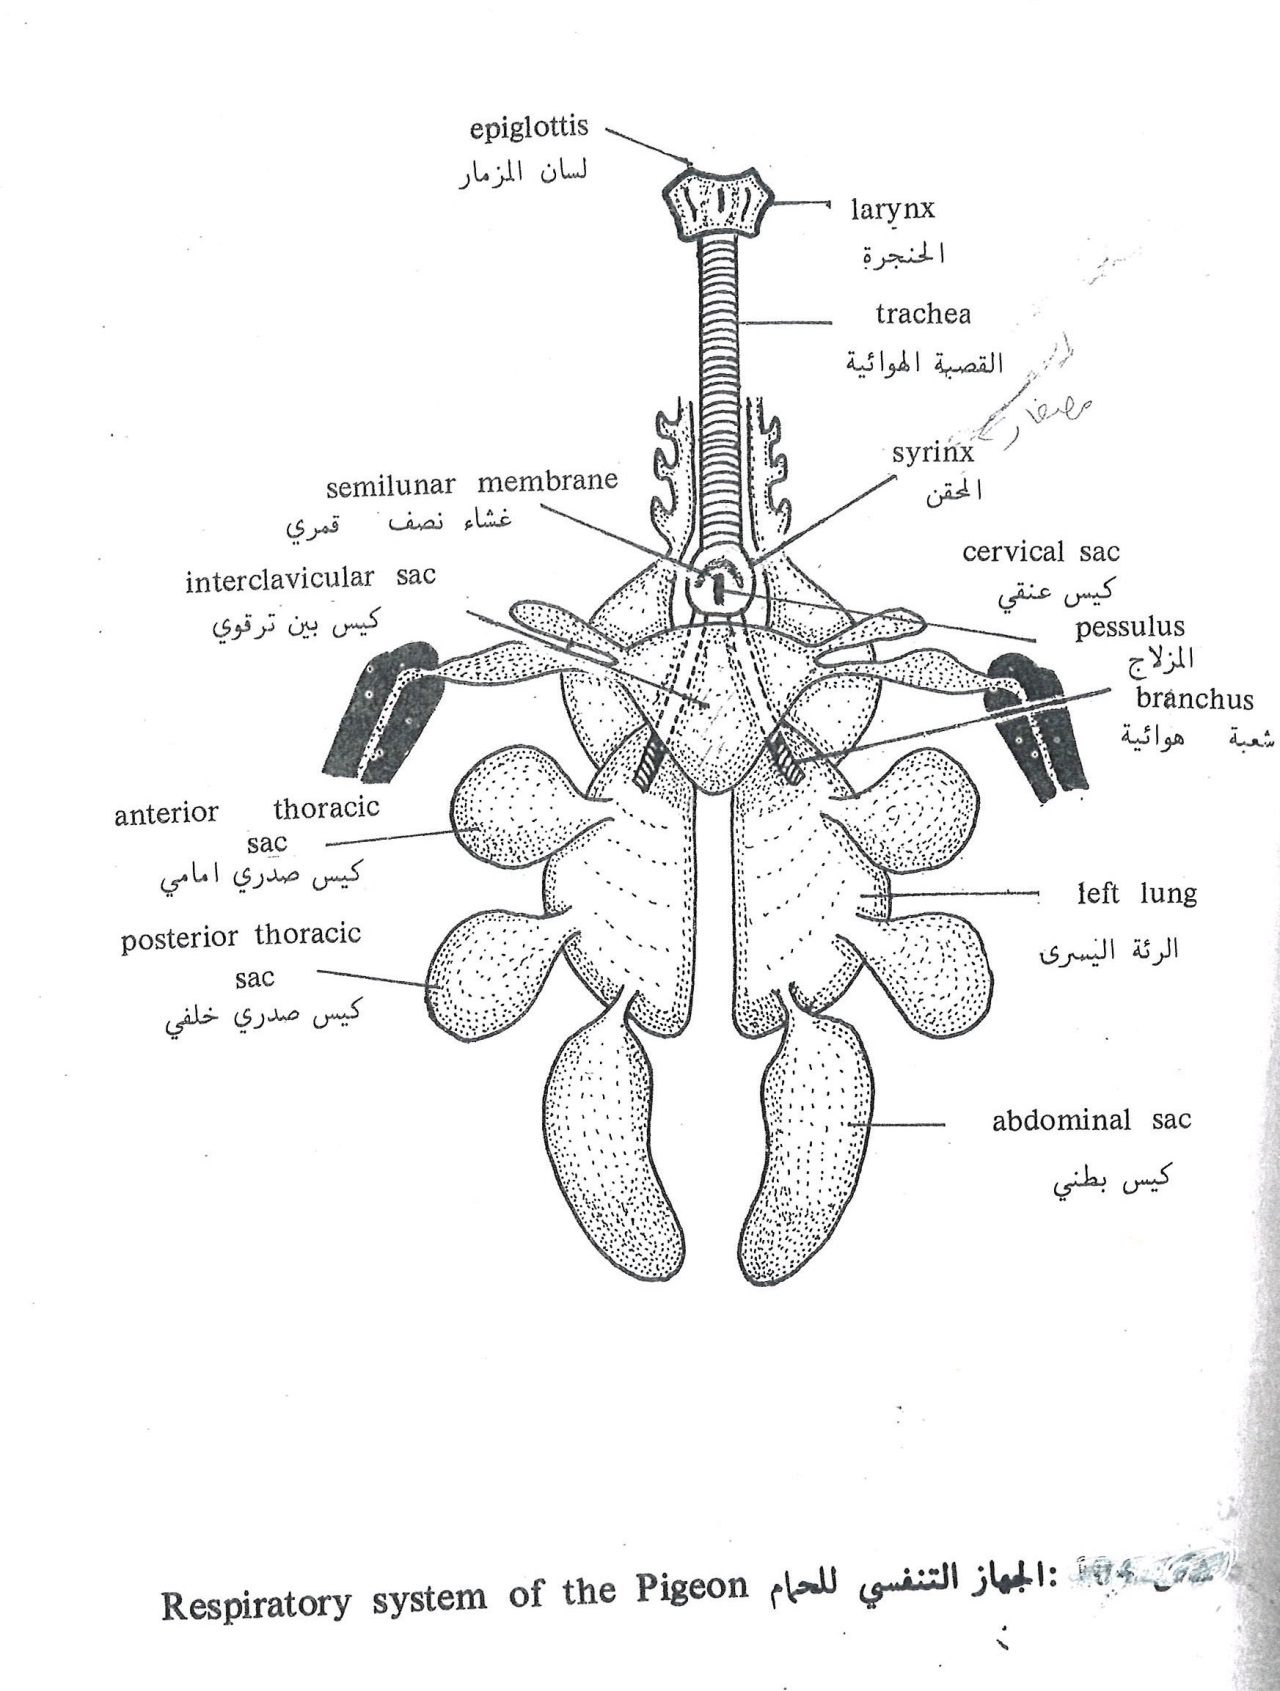 epiglottis
لسان المزمار
larynx
الحنجرة
trachea
القصبة الهوائية
مصفار
syrinx
المحقن
semilunar membrane
غشاء نصف قمري
interclavicular sac
كيس بين ترقوي
cervical sac
كيس عنقي
pessulus
المزلاج
branchus
شعبة هوائية
anterior thoracic
sac
كيس صدري امامي
left lung
الرئة اليسرى
posterior thoracic
sac
كيس صدري خلفي
abdominal sac
كيس بطني
Respiratory system of the Pigeon الجهاز التنفسي للحمام: